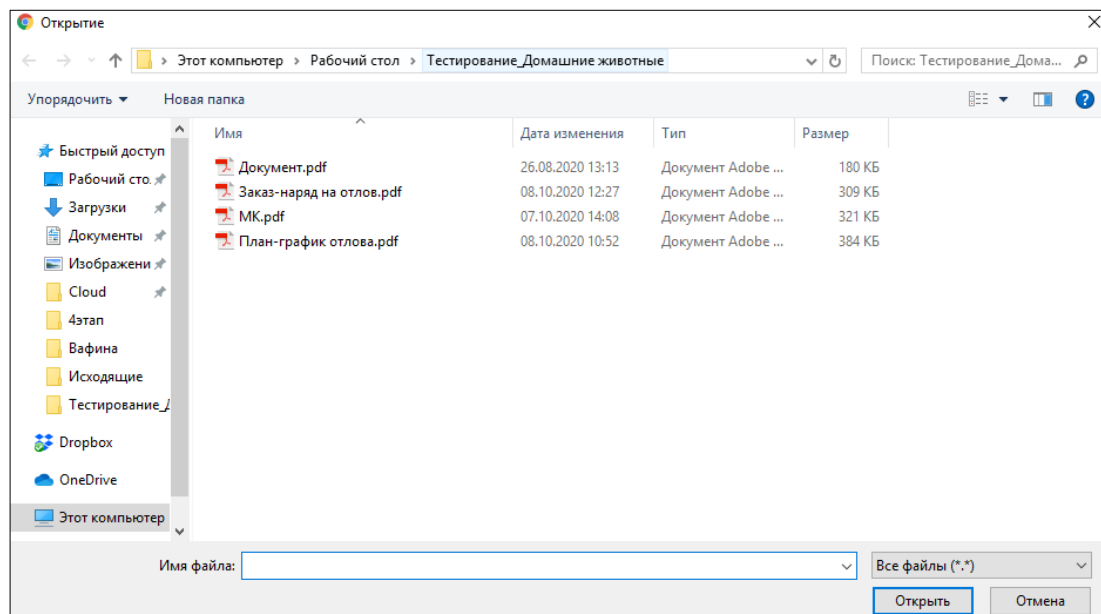 Открытие
Этот компьютер > Рабочий стол > Тестирование_Домашние животные
Поиск: Тестирование_Дома...
Упорядочить
Новая папка
?
Имя Дата изменения Тип Размер
Документ.pdf 26.08.2020 13:13 Документ Adobe ... 180 КБ
Заказ-наряд на отлов.pdf 08.10.2020 12:27 Документ Adobe ... 309 КБ
МК.pdf 07.10.2020 14:08 Документ Adobe ... 321 КБ
План-график отлова.pdf 08.10.2020 10:52 Документ Adobe ... 384 КБ
Быстрый доступ
Рабочий сто.
Загрузки
Документы
Изображени
Cloud
4этап
Вафина
Исходящие
Тестирование_Д
Dropbox
OneDrive
Этот компьютер
Имя файла:
Все файлы (*.*)
Открыть
Отмена